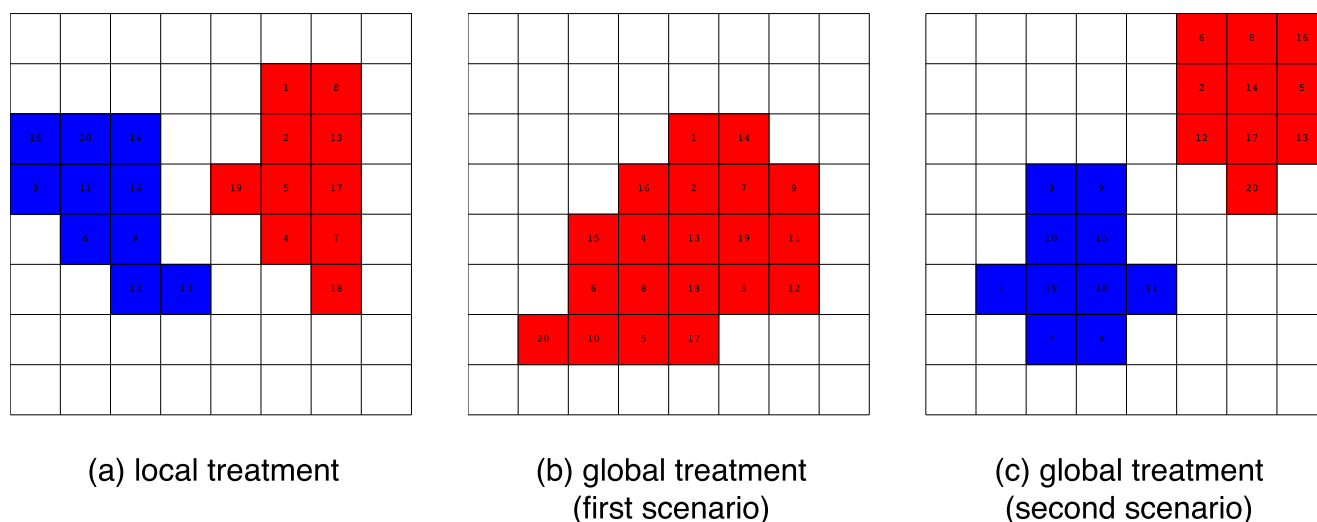 1 8
15 20 14 2 13
3 11 16 19 5 17
6 9 4 7
12 10 18
(a) local treatment
1 14
16 2 7 9
15 4 13 19 11
6 8 18 3 12
20 10 5 17
(b) global treatment
(first scenario)
6 8 16
2 14 5
12 17 13
3 9 20
10 15
1 19 18 11
7 4
(c) global treatment
(second scenario)